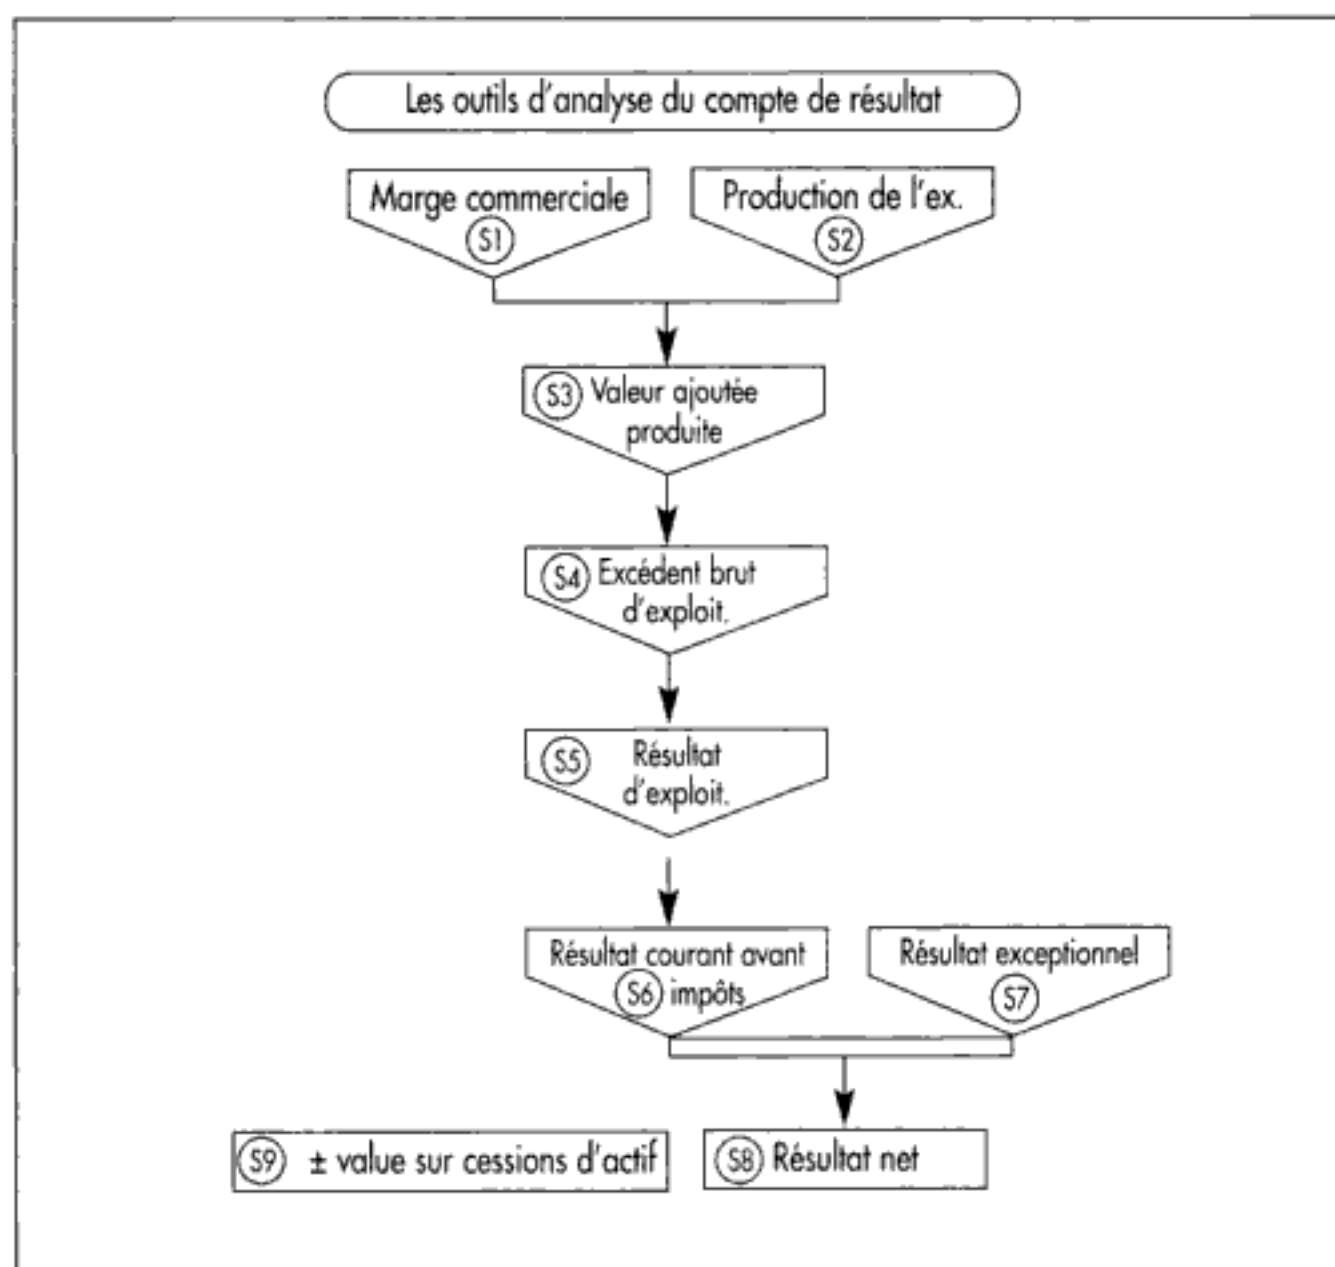 Les outils d'analyse du compte de résultat
Marge commerciale
S1
Production de l'ex.
S2
S3 Valeur ajoutée
produite
S4 Excédent brut
d'exploit.
S5 Résultat
d'exploit.
Résultat courant avant
S6 impôts
Résultat exceptionnel
S7
S9 ± value sur cessions d'actif
S8 Résultat net